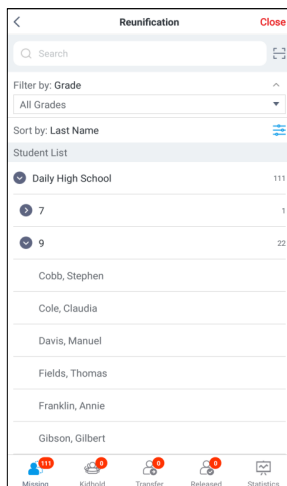 Reunification Close
Search
Filter by: Grade
All Grades
Sort by: Last Name
Student List
Daily High School 111
7 1
9 22
Cobb, Stephen
Cole, Claudia
Davis, Manuel
Fields, Thomas
Franklin, Annie
Gibson, Gilbert
111 0 0 0
Missing Kidhold Transfer Released Statistics